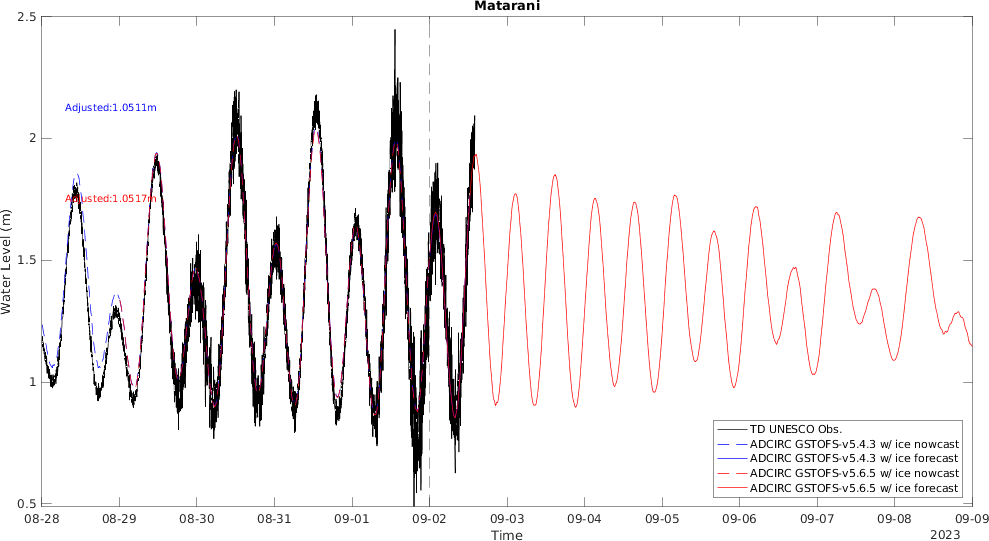 Matarani
2.5
2
1.5
1
0.5
Water Level (m)
Adjusted:1.0511m
Adjusted:1.0517m
TD UNESCO Obs.
ADCIRC GSTOFS-v5.4.3 w/ ice nowcast
ADCIRC GSTOFS-v5.4.3 w/ ice forecast
ADCIRC GSTOFS-v5.6.5 w/ ice nowcast
ADCIRC GSTOFS-v5.6.5 w/ ice forecast
08-28 08-29 08-30 08-31 09-01 09-02 09-03 09-04 09-05 09-06 09-07 09-08 09-09
Time
2023